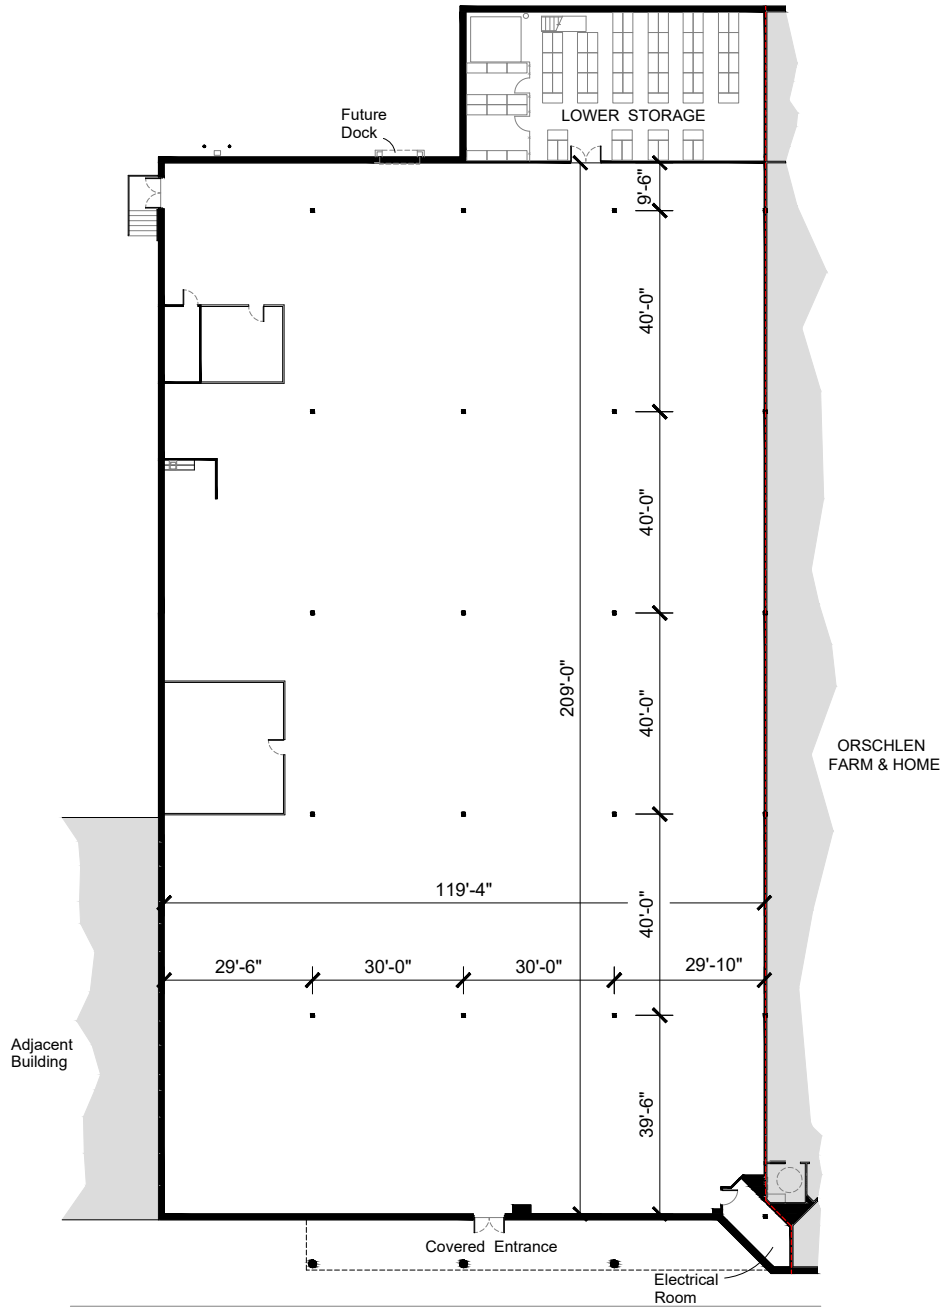 Future
Dock
LOWER STORAGE
9'-6"
40'-0"
40'-0"
209'-0"
40'-0"
ORSCHLEN
FARM & HOME
119'-4"
40'-0"
29'-6"
30'-0"
30'-0"
29'-10"
Adjacent
Building
39'-6"
Covered Entrance
Electrical
Room